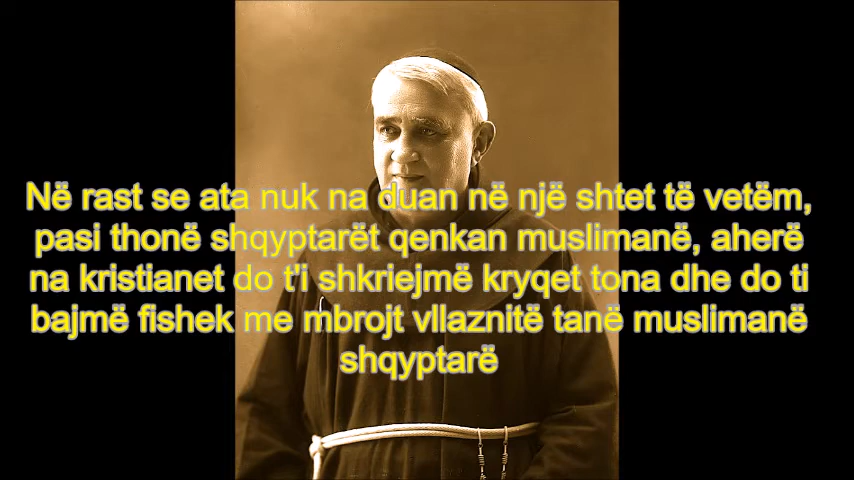 Në rast se ata nuk na duan në një shtet të vetëm,
pasi thonë shqyptarët qenkan muslimanë, aherë
na kristianet do t'i shkriejmë kryqet tona dhe do ti
bajmë fishek me mbrojt vllaznitë tanë muslimanë
shqyptarë